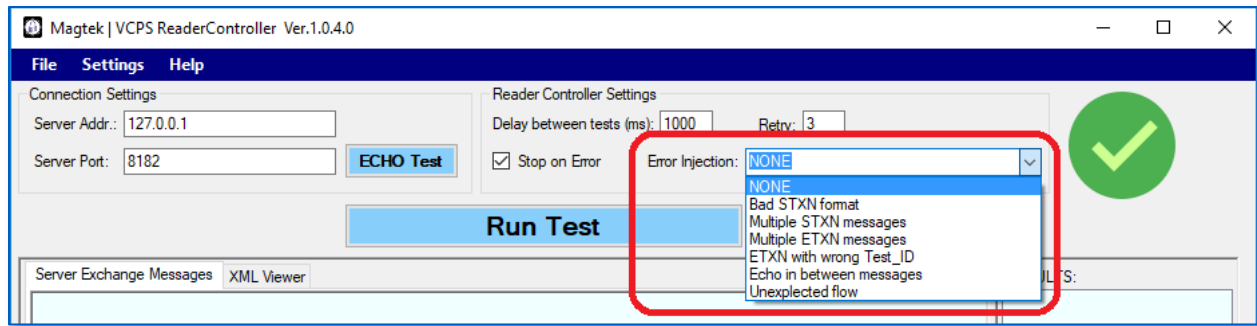 Magtek | VCPS ReaderController Ver.1.0.4.0
File Settings Help
Connection Settings
Server Addr.: 127.0.0.1
Server Port: 8182
ECHO Test
Reader Controller Settings
Delay between tests (ms): 1000 Retry: 3
Stop on Error Error Injection: NONE
NONE
Bad STXN format
Multiple STXN messages
Multiple ETXN messages
ETXN with wrong Test_ID
Echo in between messages
Unexplected flow
Run Test
Server Exchange Messages XML Viewer